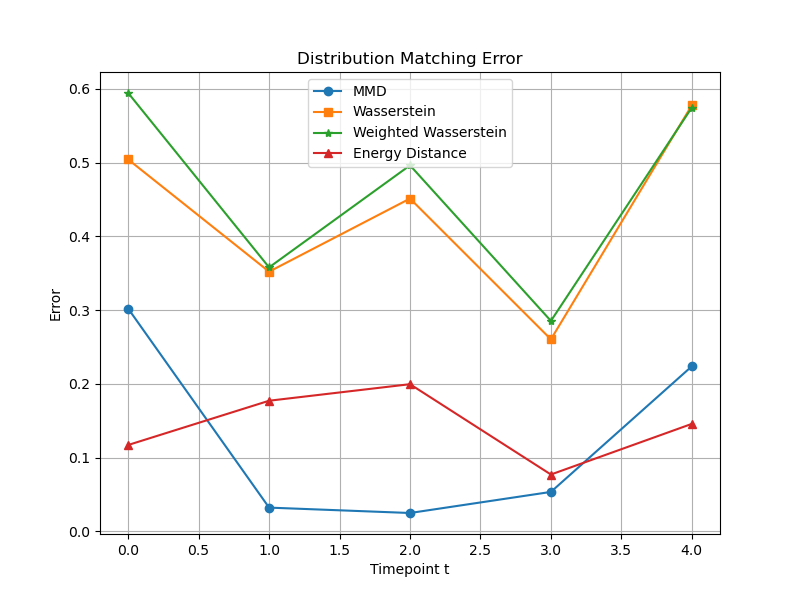 Distribution Matching Error
MMD
Wasserstein
Weighted Wasserstein
Energy Distance
0.6
0.5
0.4
0.3
0.2
0.1
0.0
Error
0.0 0.5 1.0 1.5 2.0 2.5 3.0 3.5 4.0
Timepoint t